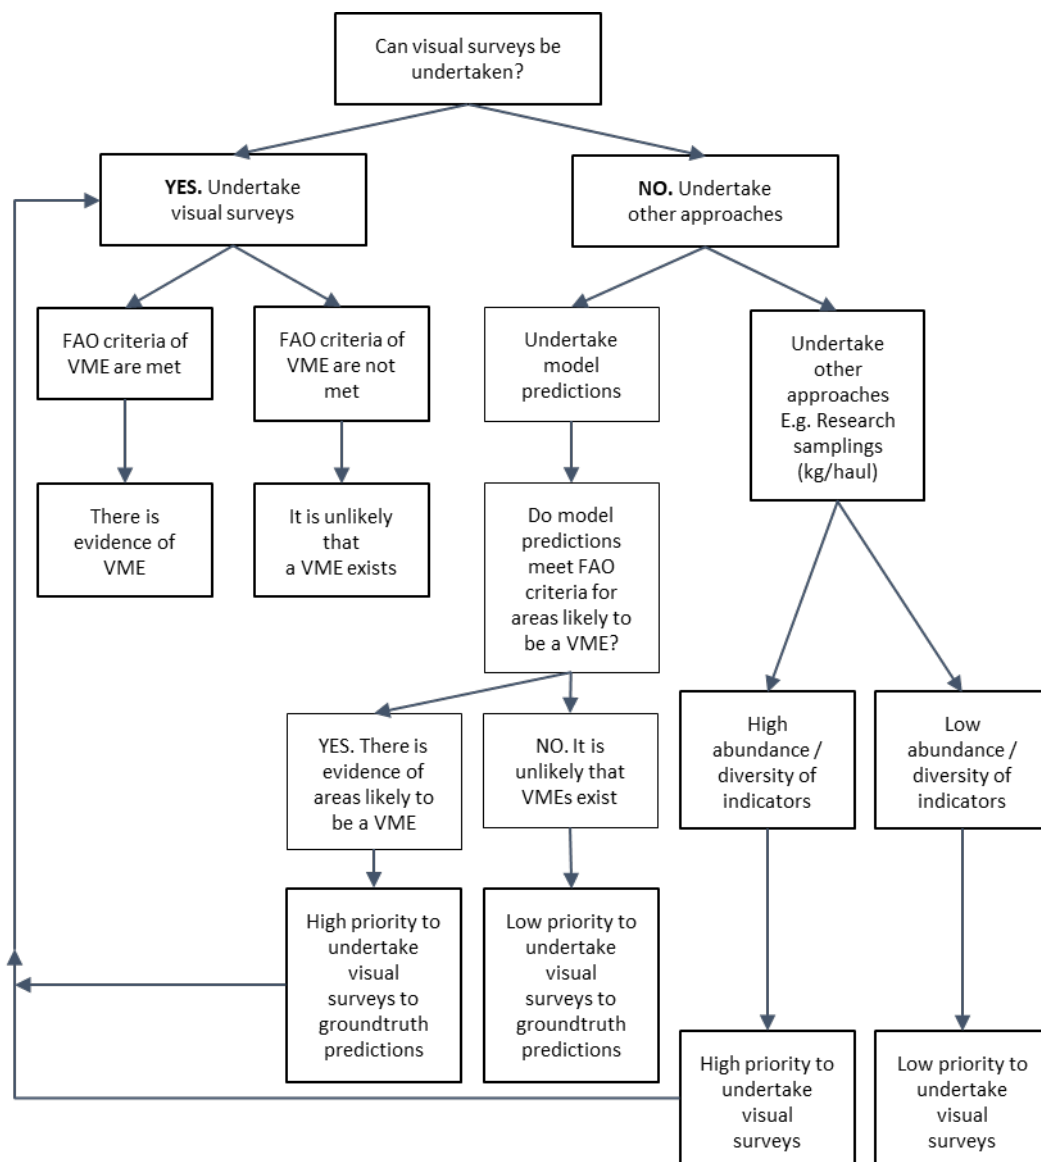 Can visual surveys be
undertaken?
YES. Undertake
visual surveys
NO. Undertake
other approaches
FAO criteria of
VME are met
FAO criteria of
VME are not
met
Undertake
model
predictions
Undertake
other
approaches
E.g. Research
samplings
(kg/haul)
There is
evidence of
VME
It is unlikely
that
a VME exists
Do model
predictions
meet FAO
criteria for
areas likely to
be a VME?
YES. There is
evidence of
areas likely to
be a VME
NO. It is
unlikely that
VMEs exist
High
abundance /
diversity of
indicators
Low
abundance /
diversity of
indicators
High priority to
undertake
visual
surveys to
groundtruth
predictions
Low priority to
undertake
visual
surveys to
groundtruth
predictions
High priority to
undertake
visual
surveys
Low priority to
undertake
visual
surveys